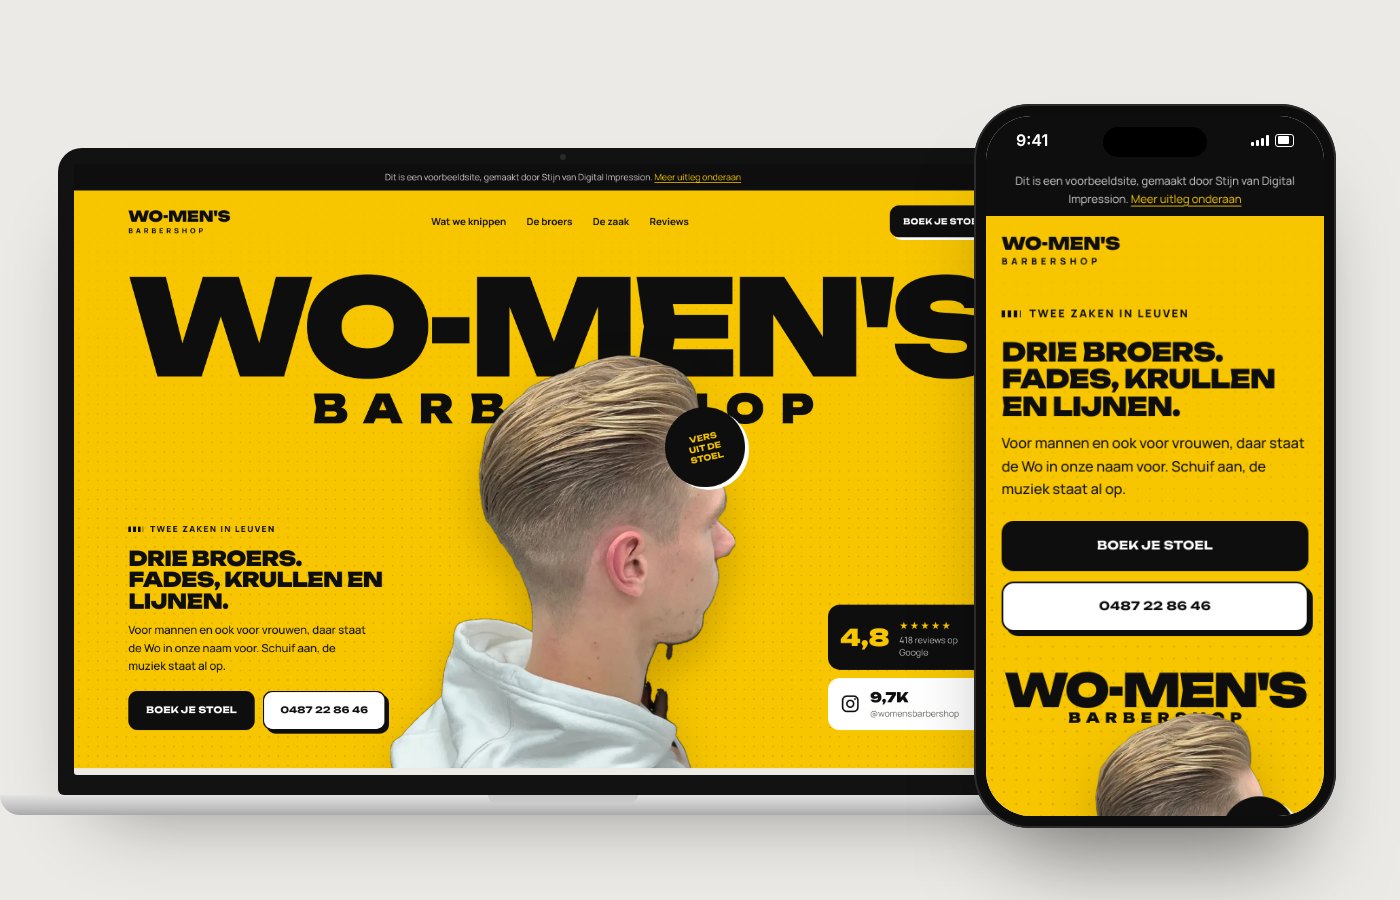 Dit is een voorbeeldsite, gemaakt door Stijn van Digital Impression. Meer uitleg onderaan
WO-MEN'S
BARBERSHOP
Wat we knippen
De broers
De zaak
Reviews
BOEK JE
WO-MEN'S
BARB
OP
VERS
UIT DE
STOEL
TWEE ZAKEN IN LEUVEN
DRIE BROERS.
FADES, KRULLEN EN
LIJNEN.
Voor mannen en ook voor vrouwen, daar staat
de Wo in onze naam voor. Schuif aan, de
muziek staat al op.
BOEK JE STOEL
0487 22 86 46
4,8
★★★★★
418 reviews op
Google
9,7K
@womensbarbershop
9:41
Dit is een voorbeeldsite, gemaakt door Stijn van Digital
Impression. Meer uitleg onderaan
WO-MEN'S
BARBERSHOP
TWEE ZAKEN IN LEUVEN
DRIE BROERS.
FADES, KRULLEN
EN LIJNEN.
Voor mannen en ook voor vrouwen, daar staat
de Wo in onze naam voor. Schuif aan, de
muziek staat al op.
BOEK JE STOEL
0487 22 86 46
WO-MEN'S
BARBERSHOP